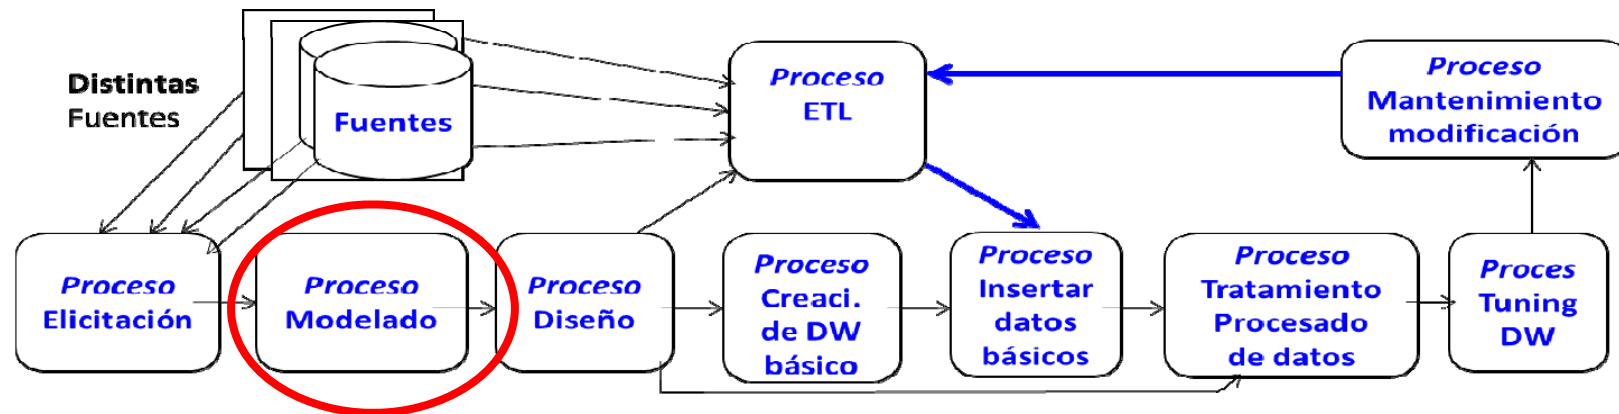 Distintas
Fuentes
Fuentes
Proceso
ETL
Proceso
Mantenimiento
modificación
Proceso
Elicitación
Proceso
Modelado
Proceso
Diseño
Proceso
Creaci.
de DW
básico
Proceso
Insertar
datos
básicos
Proceso
Tratamiento
Procesado
de datos
Proces
Tuning
DW